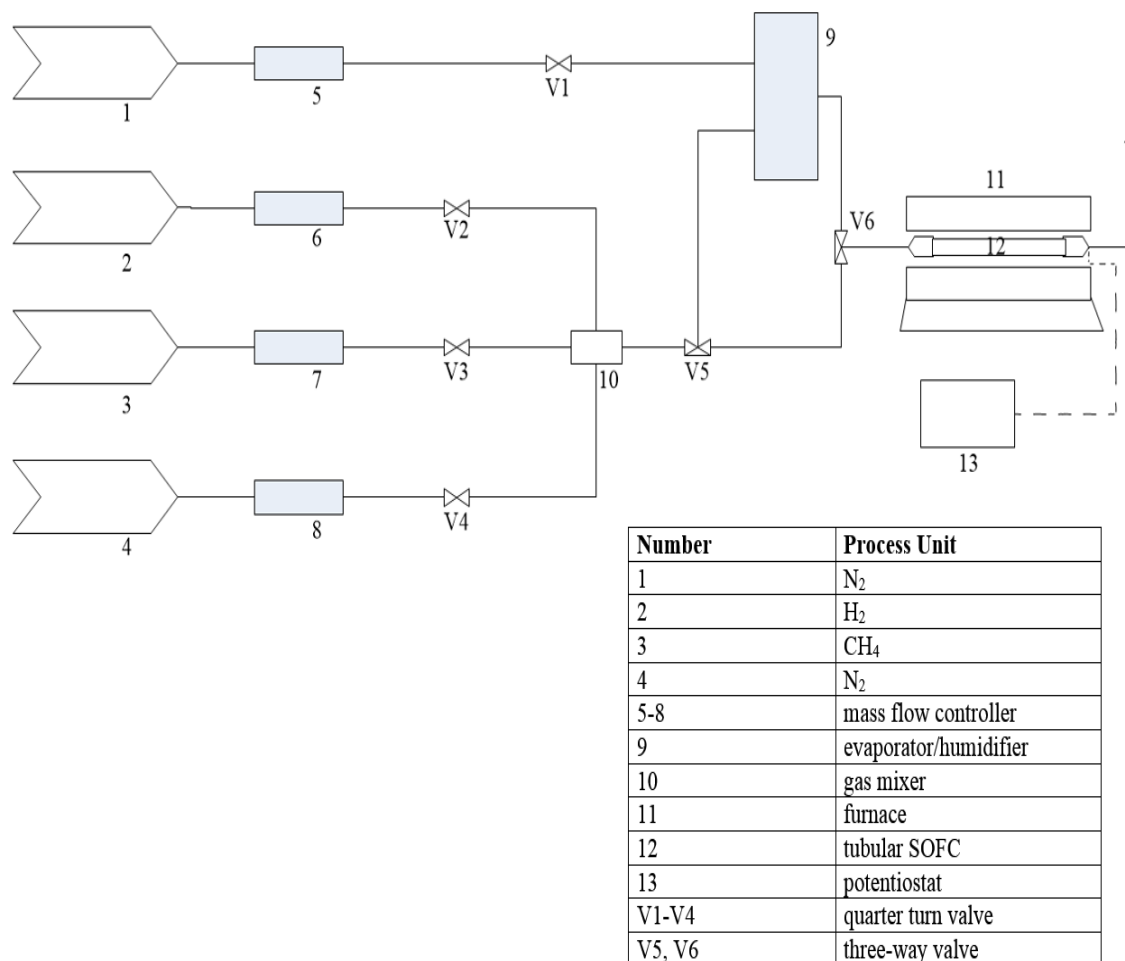 9
1
5
V1
11
V6
2
6
V2
12
3
7
V3
10
V5
13
4
8
V4
Number Process Unit
1 N₂
2 H₂
3 CH₄
4 N₂
5-8 mass flow controller
9 evaporator/humidifier
10 gas mixer
11 furnace
12 tubular SOFC
13 potentiostat
V1-V4 quarter turn valve
V5, V6 three-way valve